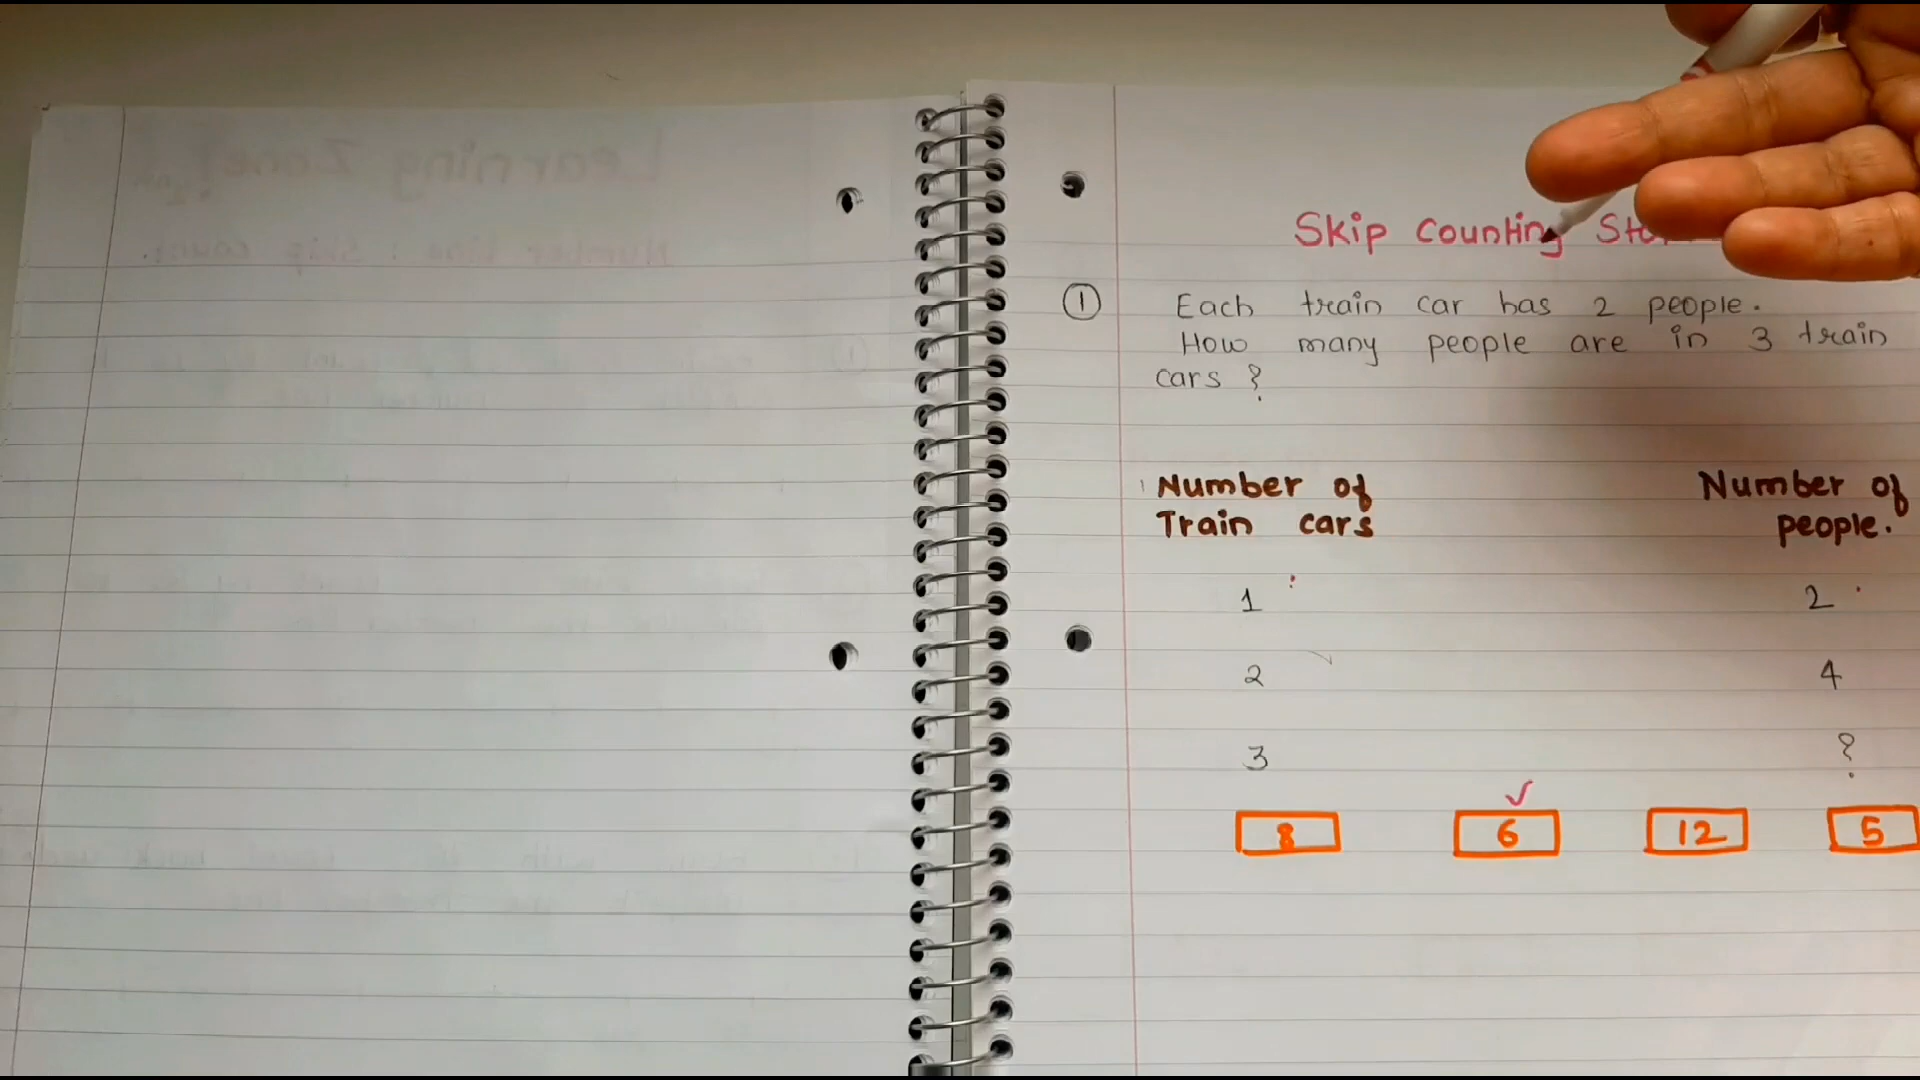 Skip Counting
1 Each train car has 2 people.
How many people are in 3 train
cars ?
Number of Train cars
Number of people.
1 2
2 4
3 ?
8 6 12 5